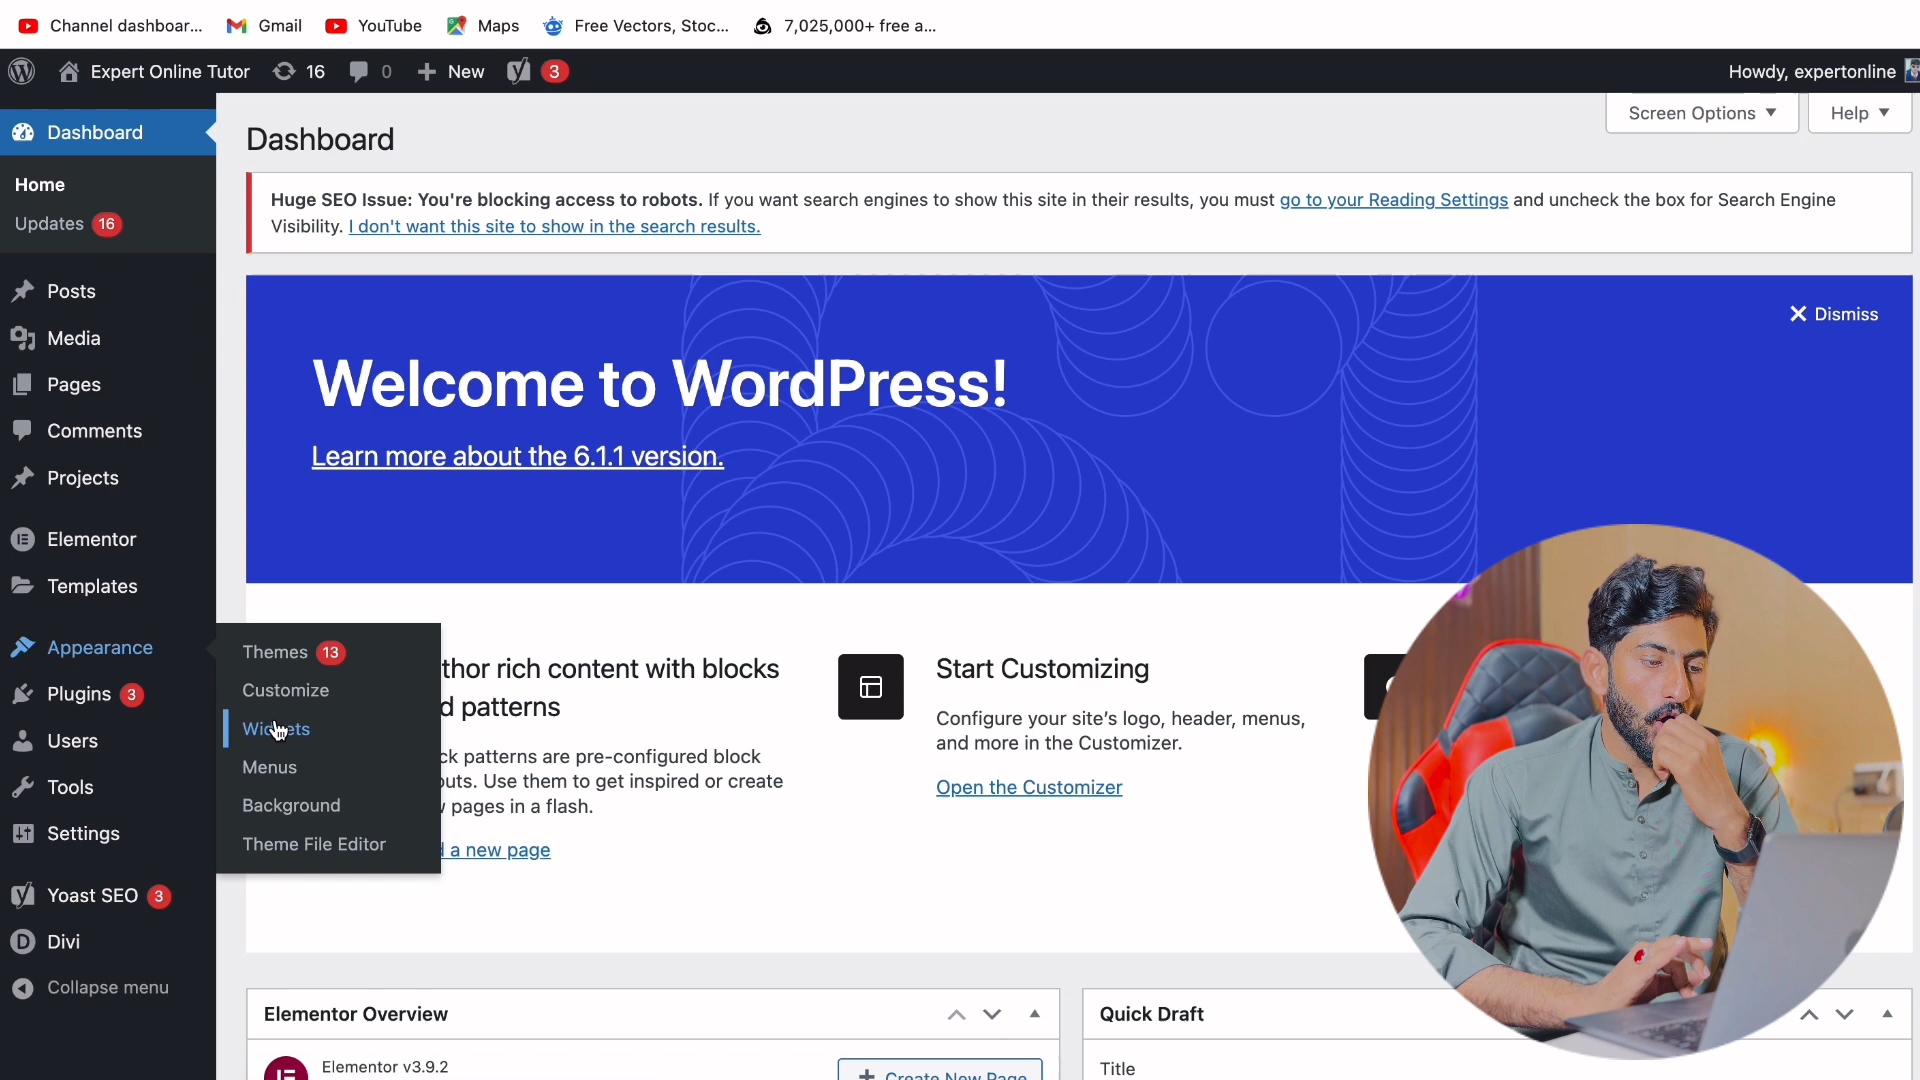 Channel dashboar...
Gmail
YouTube
Maps
Free Vectors, Stoc...
7,025,000+ free a...
Expert Online Tutor
16
0
New
3
Howdy, expertonline
Dashboard
Home
Updates 16
Posts
Media
Pages
Comments
Projects
Elementor
Templates
Appearance
Plugins 3
Users
Tools
Settings
Yoast SEO 3
Divi
Collapse menu
Themes 13
Customize
Widgets
Menus
Background
Theme File Editor
Screen Options
Help
Dashboard
Huge SEO Issue: You're blocking access to robots. If you want search engines to show this site in their results, you must go to your Reading Settings and uncheck the box for Search Engine
Visibility. I don't want this site to show in the search results.
Dismiss
Welcome to WordPress!
Learn more about the 6.1.1 version.
thor rich content with blocks
d patterns
ck patterns are pre-configured block
outs. Use them to get inspired or create
pages in a flash.
a new page
Start Customizing
Configure your site's logo, header, menus,
and more in the Customizer.
Open the Customizer
Elementor Overview
Elementor v3.9.2
Create New Page
Quick Draft
Title